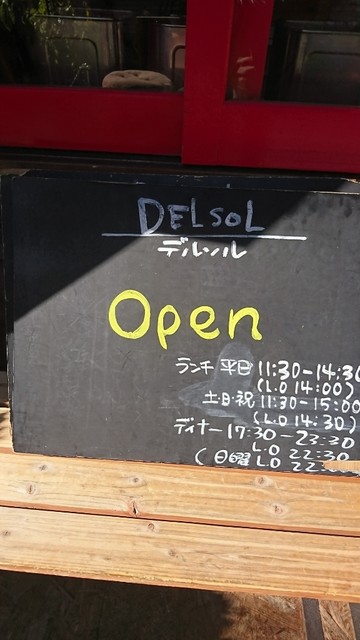 DELSOL
デルソル
Open
ランチ 平日 11:30-14:30
(L.O 14:00)
土・日・祝 11:30-15:00
(L.O 14:30)
ディナー 17:30-23:30
L.O 22:30
(日曜 L.O